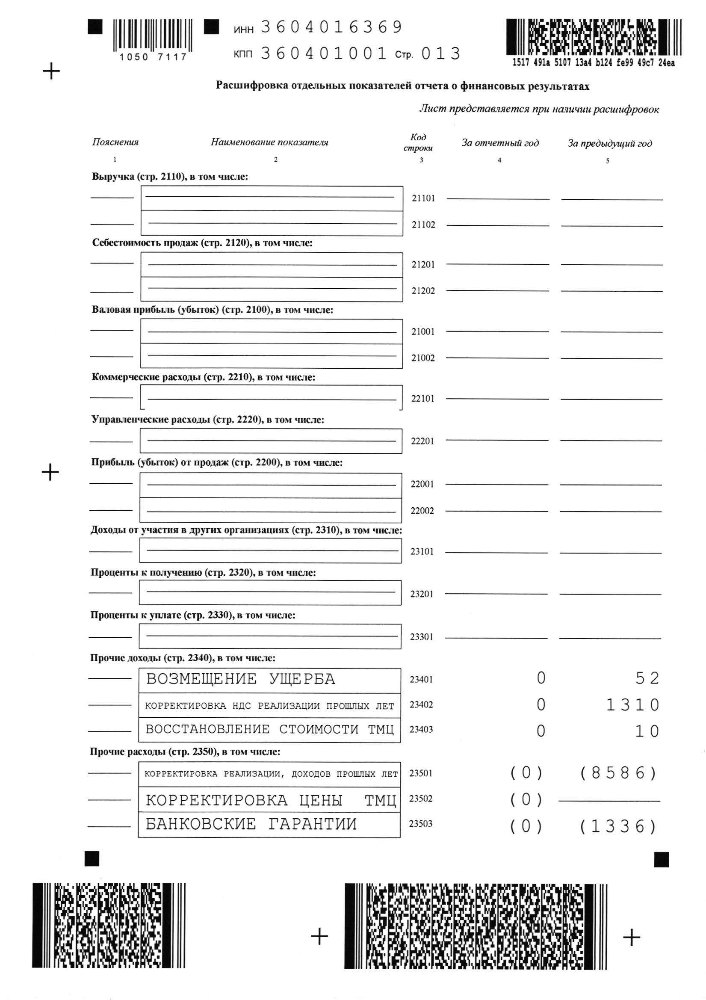 ИНН 3604016369
1050 7117
КПП 360401001 Стр. 013
1517 491a 5107 13a4 b124 fe99 49c7 24ea
Расшифровка отдельных показателей отчета о финансовых результатах
Лист представляется при наличии расшифровок
Пояснения Наименование показателя Код строки За отчетный год За предыдущий год
1 2 3 4 5
Выручка (стр. 2110), в том числе:
21101
21102
Себестоимость продаж (стр. 2120), в том числе:
21201
21202
Валовая прибыль (убыток) (стр. 2100), в том числе:
21001
21002
Коммерческие расходы (стр. 2210), в том числе:
22101
Управленческие расходы (стр. 2220), в том числе:
22201
Прибыль (убыток) от продаж (стр. 2200), в том числе:
22001
22002
Доходы от участия в других организациях (стр. 2310), в том числе:
23101
Проценты к получению (стр. 2320), в том числе:
23201
Проценты к уплате (стр. 2330), в том числе:
23301
Прочие доходы (стр. 2340), в том числе:
ВОЗМЕЩЕНИЕ УЩЕРБА 23401 0 52
КОРРЕКТИРОВКА НДС РЕАЛИЗАЦИИ ПРОШЛЫХ ЛЕТ 23402 0 1310
ВОССТАНОВЛЕНИЕ СТОИМОСТИ ТМЦ 23403 0 10
Прочие расходы (стр. 2350), в том числе:
КОРРЕКТИРОВКА РЕАЛИЗАЦИИ, ДОХОДОВ ПРОШЛЫХ ЛЕТ 23501 (0) (8586)
КОРРЕКТИРОВКА ЦЕНЫ ТМЦ 23502 (0)
БАНКОВСКИЕ ГАРАНТИИ 23503 (0) (1336)